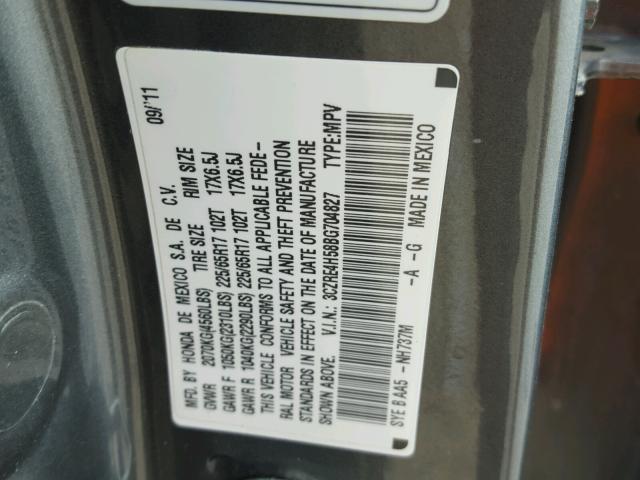 09/'11
MFD. BY HONDA DE MEXICO S.A. DE C.V.
GVWR 2070KG(4560LBS) TIRE SIZE RIM SIZE
GAWR F 1050KG(2310LBS) 225/65R17 102T 17X6.5J
GAWR R 1040KG(2290LBS) 225/65R17 102T 17X6.5J
THIS VEHICLE CONFORMS TO ALL APPLICABLE FEDE-
RAL MOTOR VEHICLE SAFETY AND THEFT PREVENTION
STANDARDS IN EFFECT ON THE DATE OF MANUFACTURE
SHOWN ABOVE. V.I.N.: 3CZRE4H58BG704827 TYPE:MPV
SYE B AA5 -NH737M -A -G MADE IN MEXICO